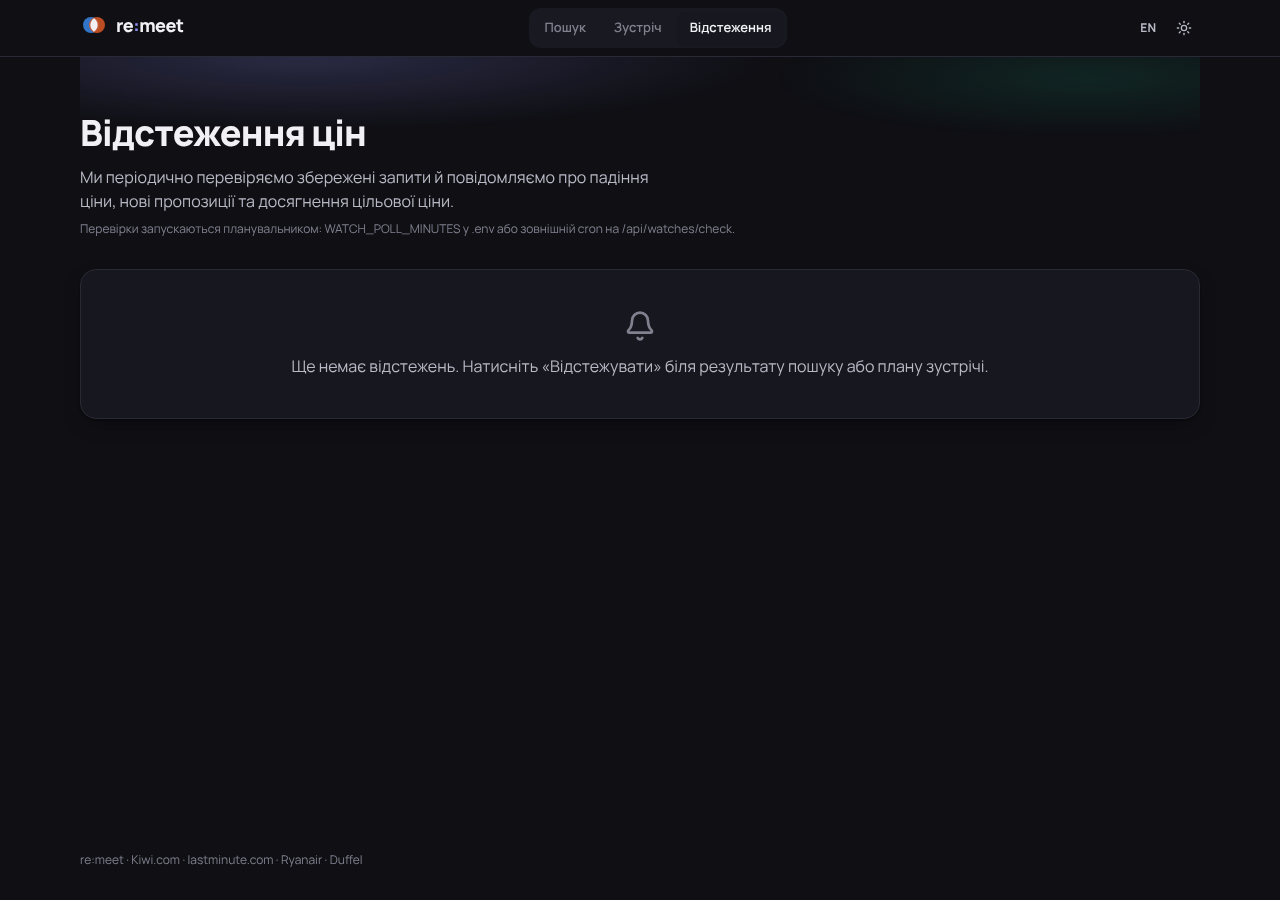 re:meet
Пошук
Зустріч
Відстеження
EN
Відстеження цін
Ми періодично перевіряємо збережені запити й повідомляємо про падіння
ціни, нові пропозиції та досягнення цільової ціни.
Перевірки запускаються планувальником: WATCH_POLL_MINUTES у .env або зовнішній cron на /api/watches/check.
Ще немає відстежень. Натисніть «Відстежувати» біля результату пошуку або плану зустрічі.
re:meet · Kiwi.com · lastminute.com · Ryanair · Duffel